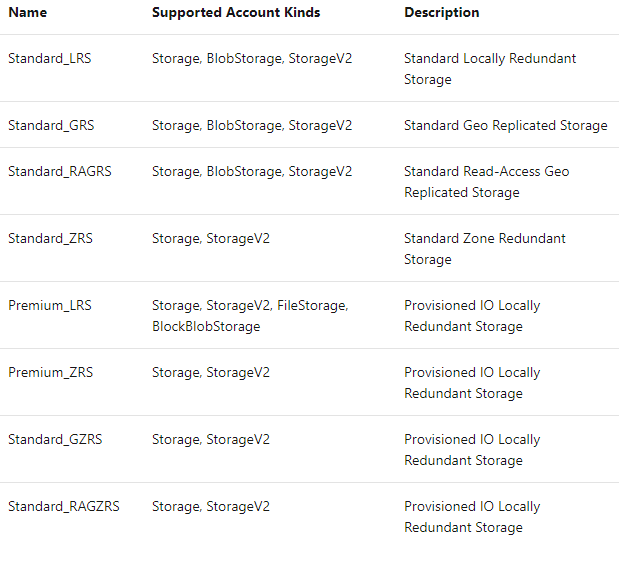 Name Supported Account Kinds Description
Standard_LRS Storage, BlobStorage, StorageV2 Standard Locally Redundant
Storage
Standard_GRS Storage, BlobStorage, StorageV2 Standard Geo Replicated Storage
Standard_RAGRS Storage, BlobStorage, StorageV2 Standard Read-Access Geo
Replicated Storage
Standard_ZRS Storage, StorageV2 Standard Zone Redundant
Storage
Premium_LRS Storage, StorageV2, FileStorage, Provisioned IO Locally
BlockBlobStorage Redundant Storage
Premium_ZRS Storage, StorageV2 Provisioned IO Locally
Redundant Storage
Standard_GZRS Storage, StorageV2 Provisioned IO Locally
Redundant Storage
Standard_RAGZRS Storage, StorageV2 Provisioned IO Locally
Redundant Storage